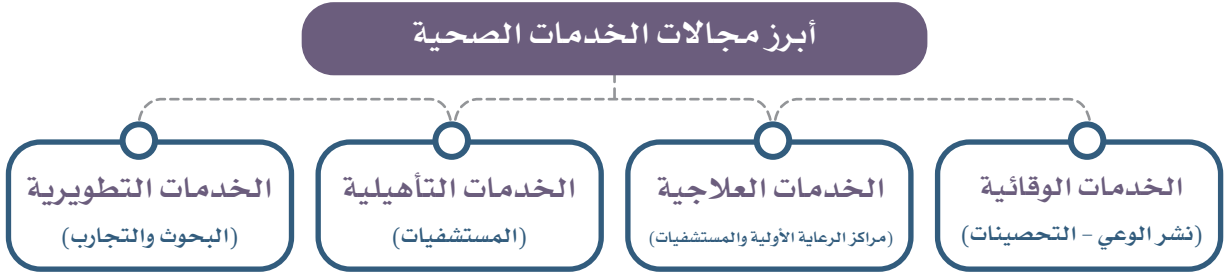 أبرز مجالات الخدمات الصحية
الخدمات الوقائية
(نشر الوعي - التحصينات)
الخدمات العلاجية
(مراكز الرعاية الأولية والمستشفيات)
الخدمات التأهيلية
(المستشفيات)
الخدمات التطويرية
(البحوث والتجارب)